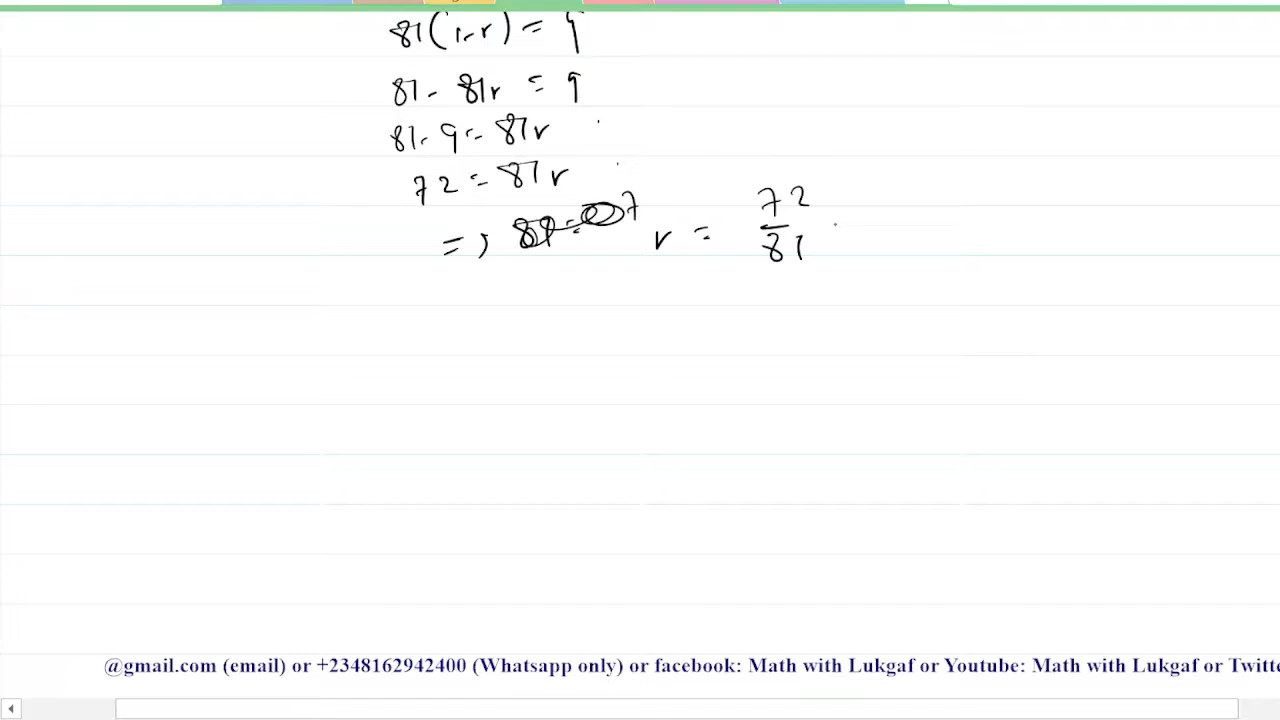 81(1-r) = 9
81 - 81r = 9
81 - 9 = 81r
72 = 81r
=> r = 72/81
@gmail.com (email) or +2348162942400 (Whatsapp only) or facebook: Math with Lukgaf or Youtube: Math with Lukgaf or Twitte